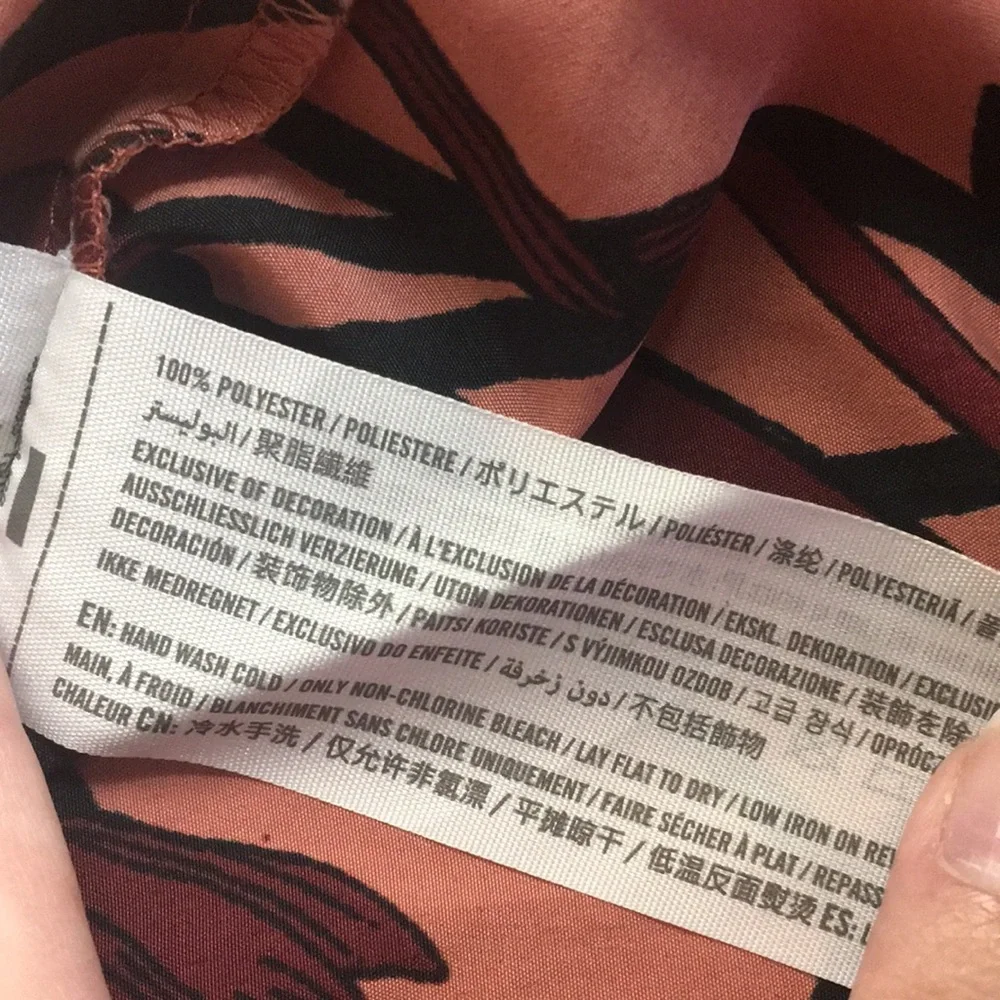 100% POLYESTER / POLIESTERE / ポリエステル / POLIÉSTER / 涤纶 / POLYESTERIÄ /
البوليستر / 聚脂纖維
EXCLUSIVE OF DECORATION / À L'EXCLUSION DE LA DÉCORATION / EKSKL. DEKORATION / EXCLUSI
AUSSCHLIESSLICH VERZIERUNG / UTOM DEKORATIONEN / ESCLUSA DECORAZIONE / 装飾を除
DECORACIÓN / 装饰物除外 / PAITSI KORISTE / S VÝJIMKOU OZDOB / 고급 장식 / OPRÓCZ
IKKE MEDREGNET / EXCLUSIVO DO ENFEITE / دون زخرفة / 不包括飾物
EN: HAND WASH COLD / ONLY NON-CHLORINE BLEACH / LAY FLAT TO DRY / LOW IRON ON REV
MAIN, À FROID / BLANCHIMENT SANS CHLORE UNIQUEMENT / FAIRE SÉCHER À PLAT / REPASS
CHALEUR CN: 冷水手洗 / 仅允许非氯漂 / 平摊晾干 / 低温反面熨烫 ES: